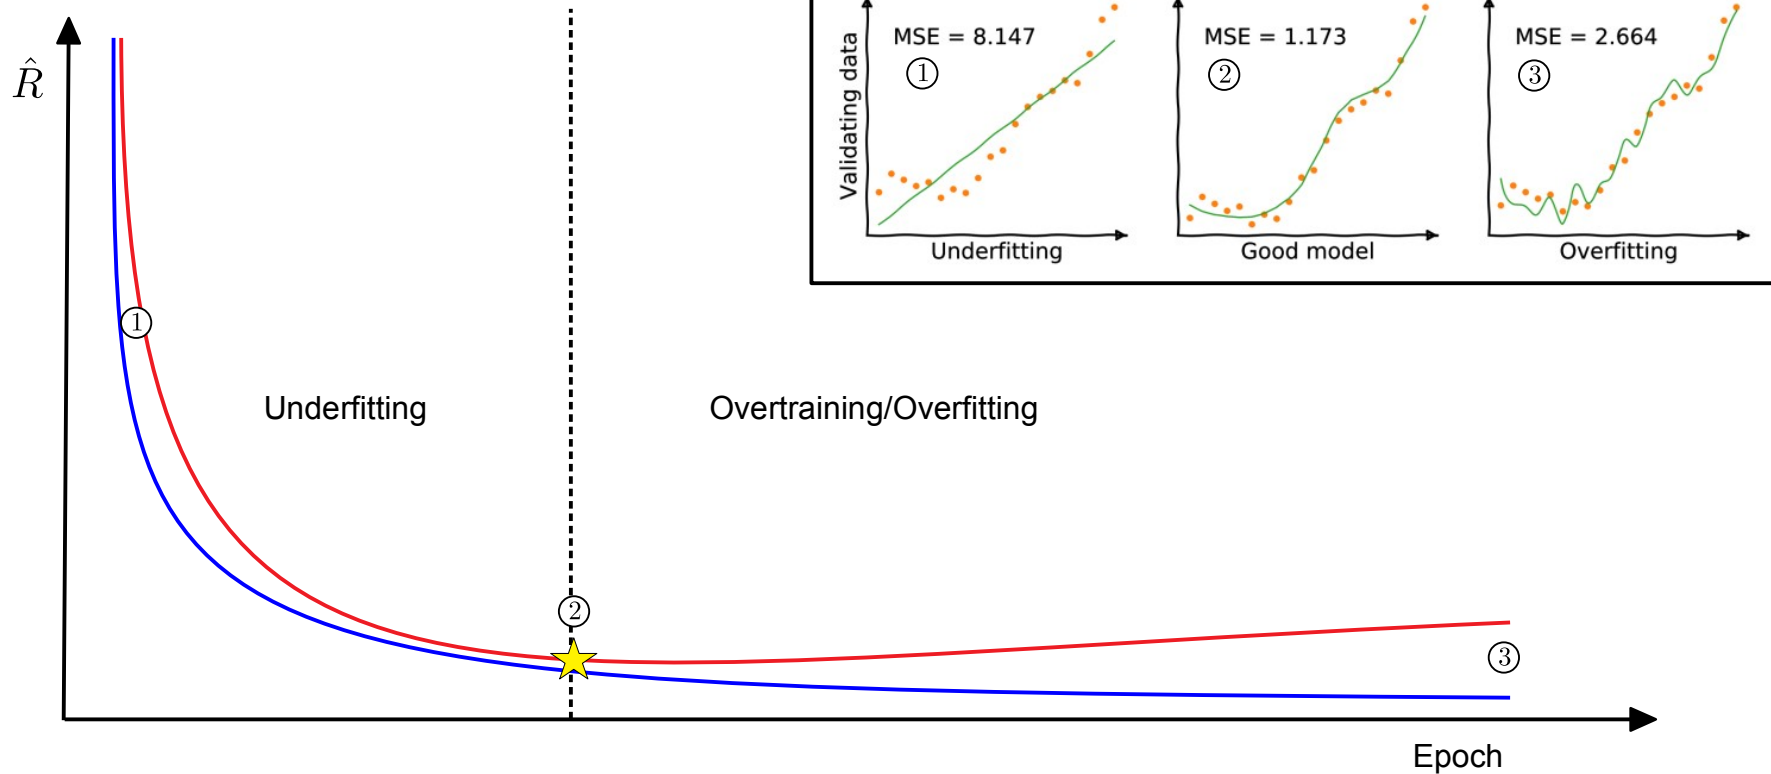 R̂
MSE = 8.147
①
Validating data
Underfitting
MSE = 1.173
②
Good model
MSE = 2.664
③
Overfitting
①
Underfitting
Overtraining/Overfitting
②
③
Epoch